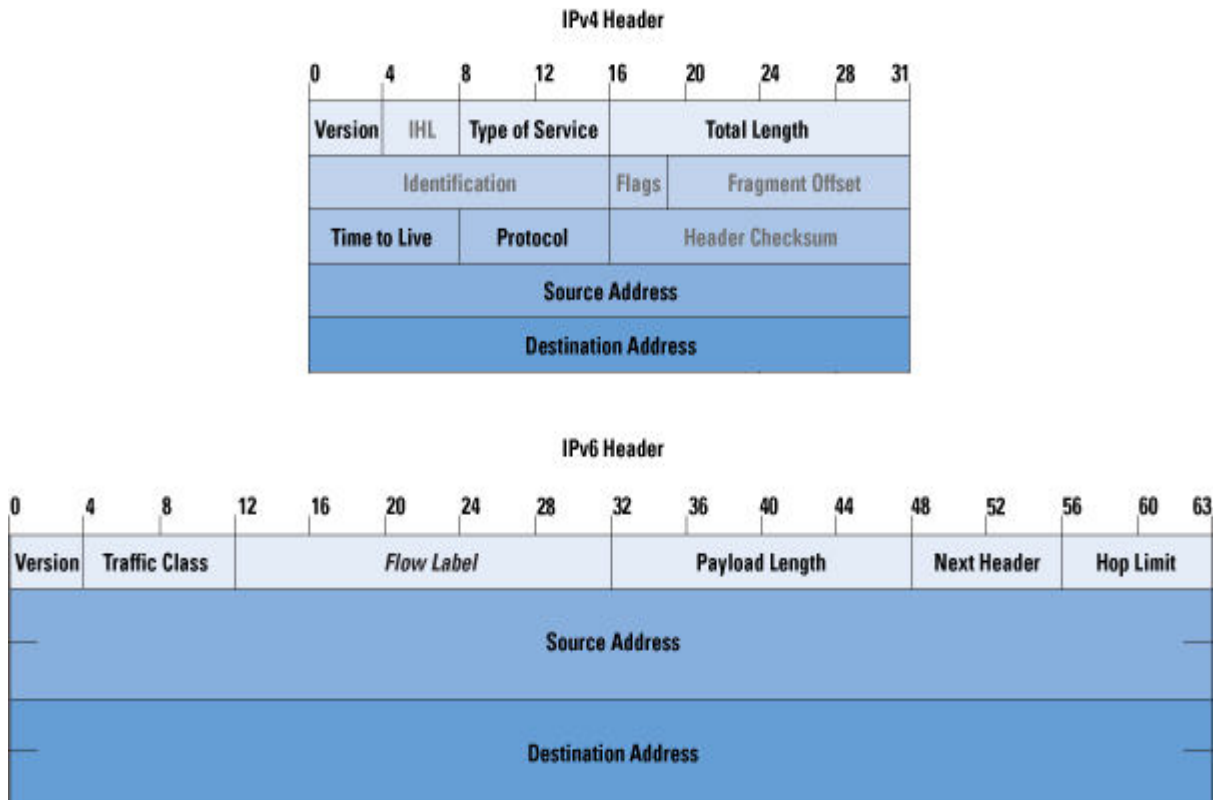 IPv4 Header
0 4 8 12 16 20 24 28 31
Version IHL Type of Service Total Length
Identification Flags Fragment Offset
Time to Live Protocol Header Checksum
Source Address
Destination Address
IPv6 Header
0 4 8 12 16 20 24 28 32 36 40 44 48 52 56 60 63
Version Traffic Class Flow Label Payload Length Next Header Hop Limit
Source Address
Destination Address